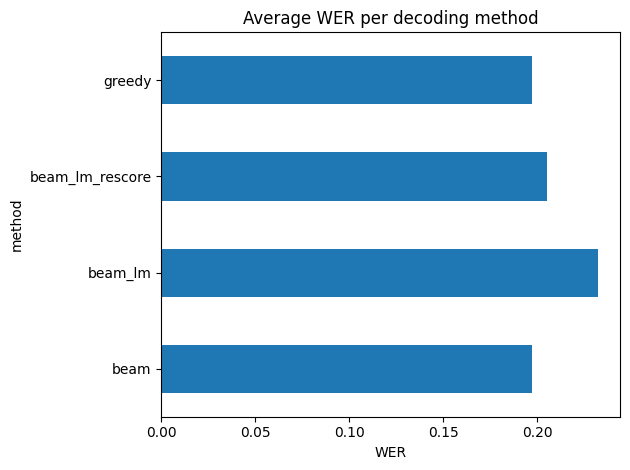 Average WER per decoding method
greedy
beam_lm_rescore
beam_lm
beam
method
0.00 0.05 0.10 0.15 0.20
WER